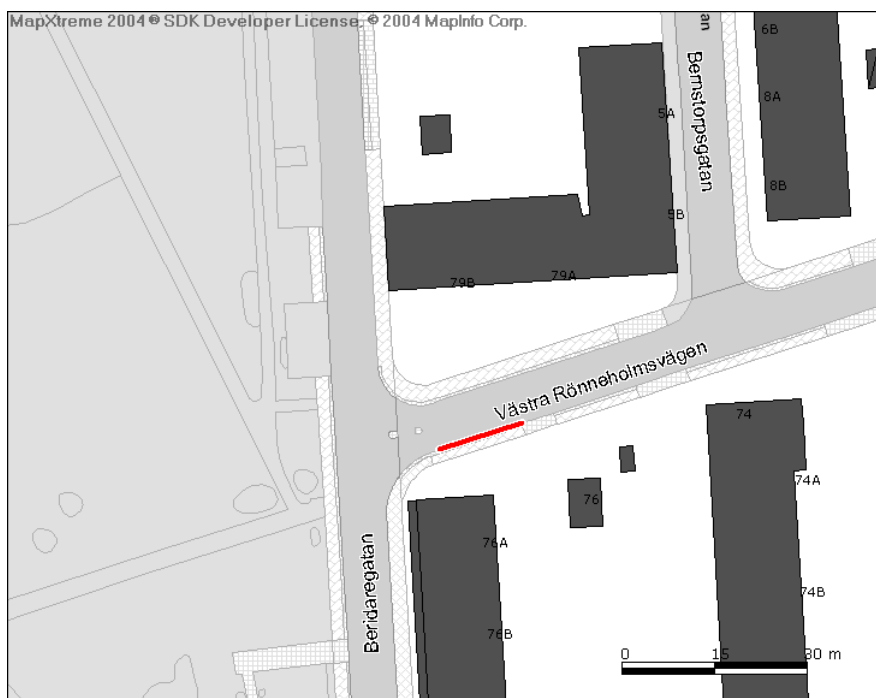 MapXtreme 2004 ® SDK Developer License, © 2004 MapInfo Corp.
an
6B
8A
5A
Bernstorpsgatan
8B
5B
79A
79B
Västra Rönneholmsvägen
74
74A
76
76A
Beridaregatan
74B
76B
0 15 30 m